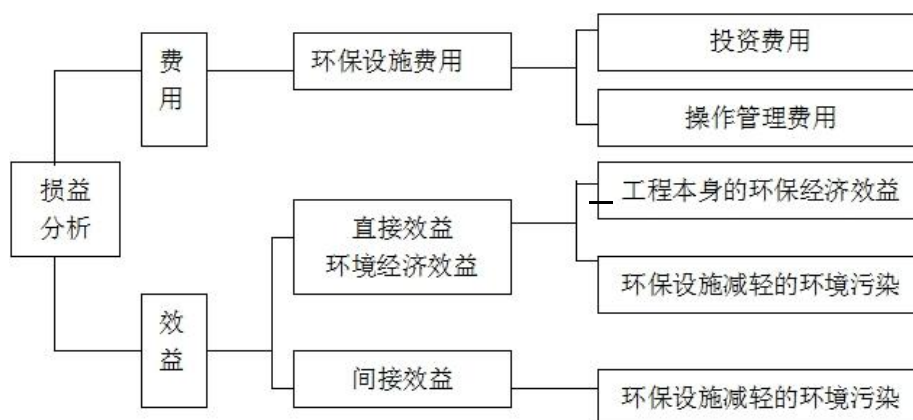 损益
分析
费
用
环保设施费用
投资费用
操作管理费用
效
益
直接效益
环境经济效益
工程本身的环保经济效益
环保设施减轻的环境污染
间接效益
环保设施减轻的环境污染